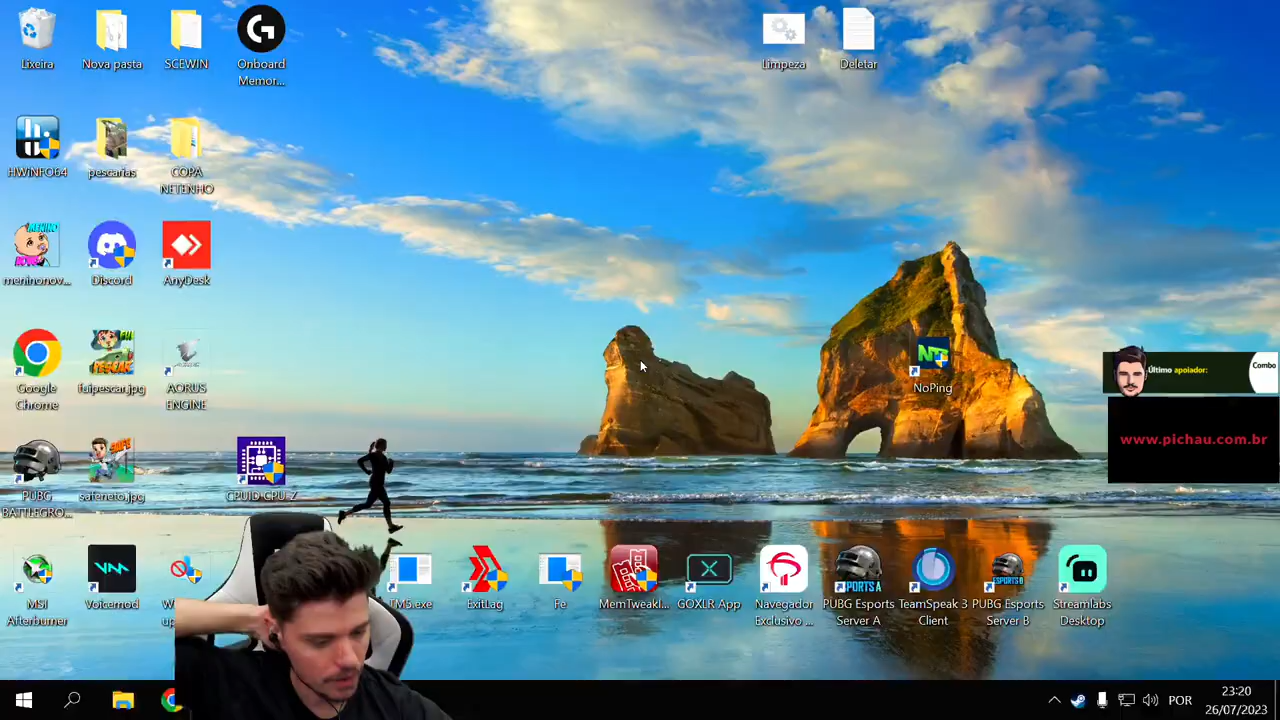 Lixeira
Nova pasta
SCEWIN
Onboard
Memor...
Limpeza
Deletar
HWiNFO64
pescarias
COPA
NETENHO
meninonov...
Discord
AnyDesk
Google
Chrome
fuipescar.jpg
AORUS
ENGINE
NoPing
Último apoiador:
Combo
www.pichau.com.br
PUBG
BATTLEGRO...
safeneto.jpg
CPUID CPU-Z
MSI
Afterburner
Voicemod
TM5.exe
ExitLag
Fe
MemTweakI...
GOXLR App
Navegador
Exclusivo ...
PUBG Esports
Server A
TeamSpeak 3
Client
PUBG Esports
Server B
Streamlabs
Desktop
POR
23:20
26/07/2023